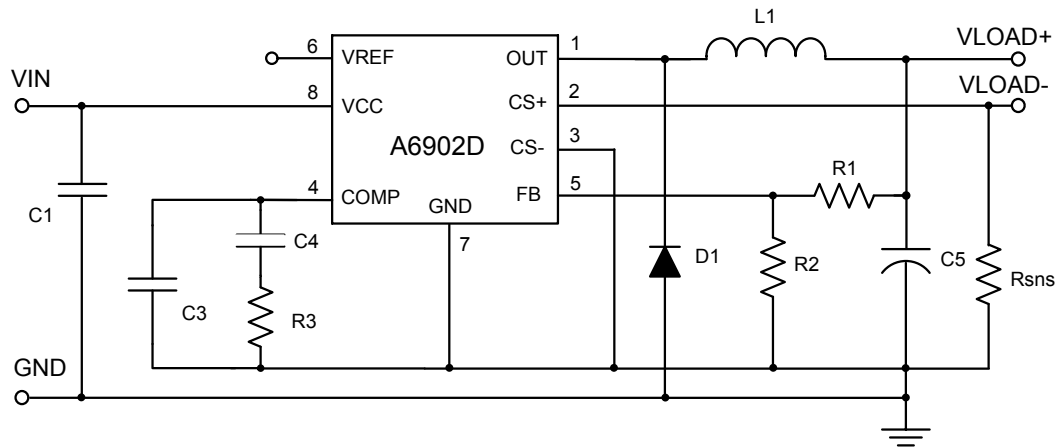 L1
VLOAD+
6
VREF
OUT
1
VIN
VLOAD-
8
VCC
CS+
2
A6902D
CS-
3
R1
4
COMP
GND
FB
5
C1
7
C4
D1
R2
C5
Rsns
C3
R3
GND